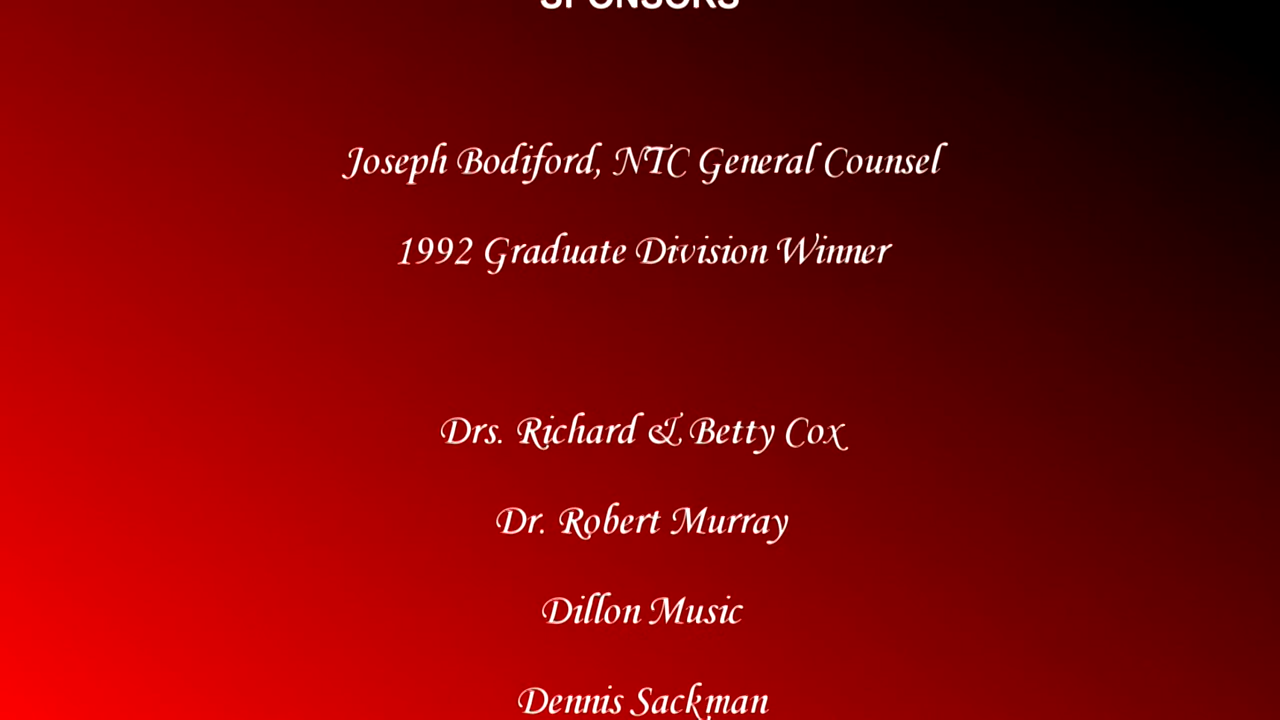 SPONSORS
Joseph Bodiford, NTC General Counsel
1992 Graduate Division Winner
Drs. Richard & Betty Cox
Dr. Robert Murray
Dillon Music
Dennis Sackman